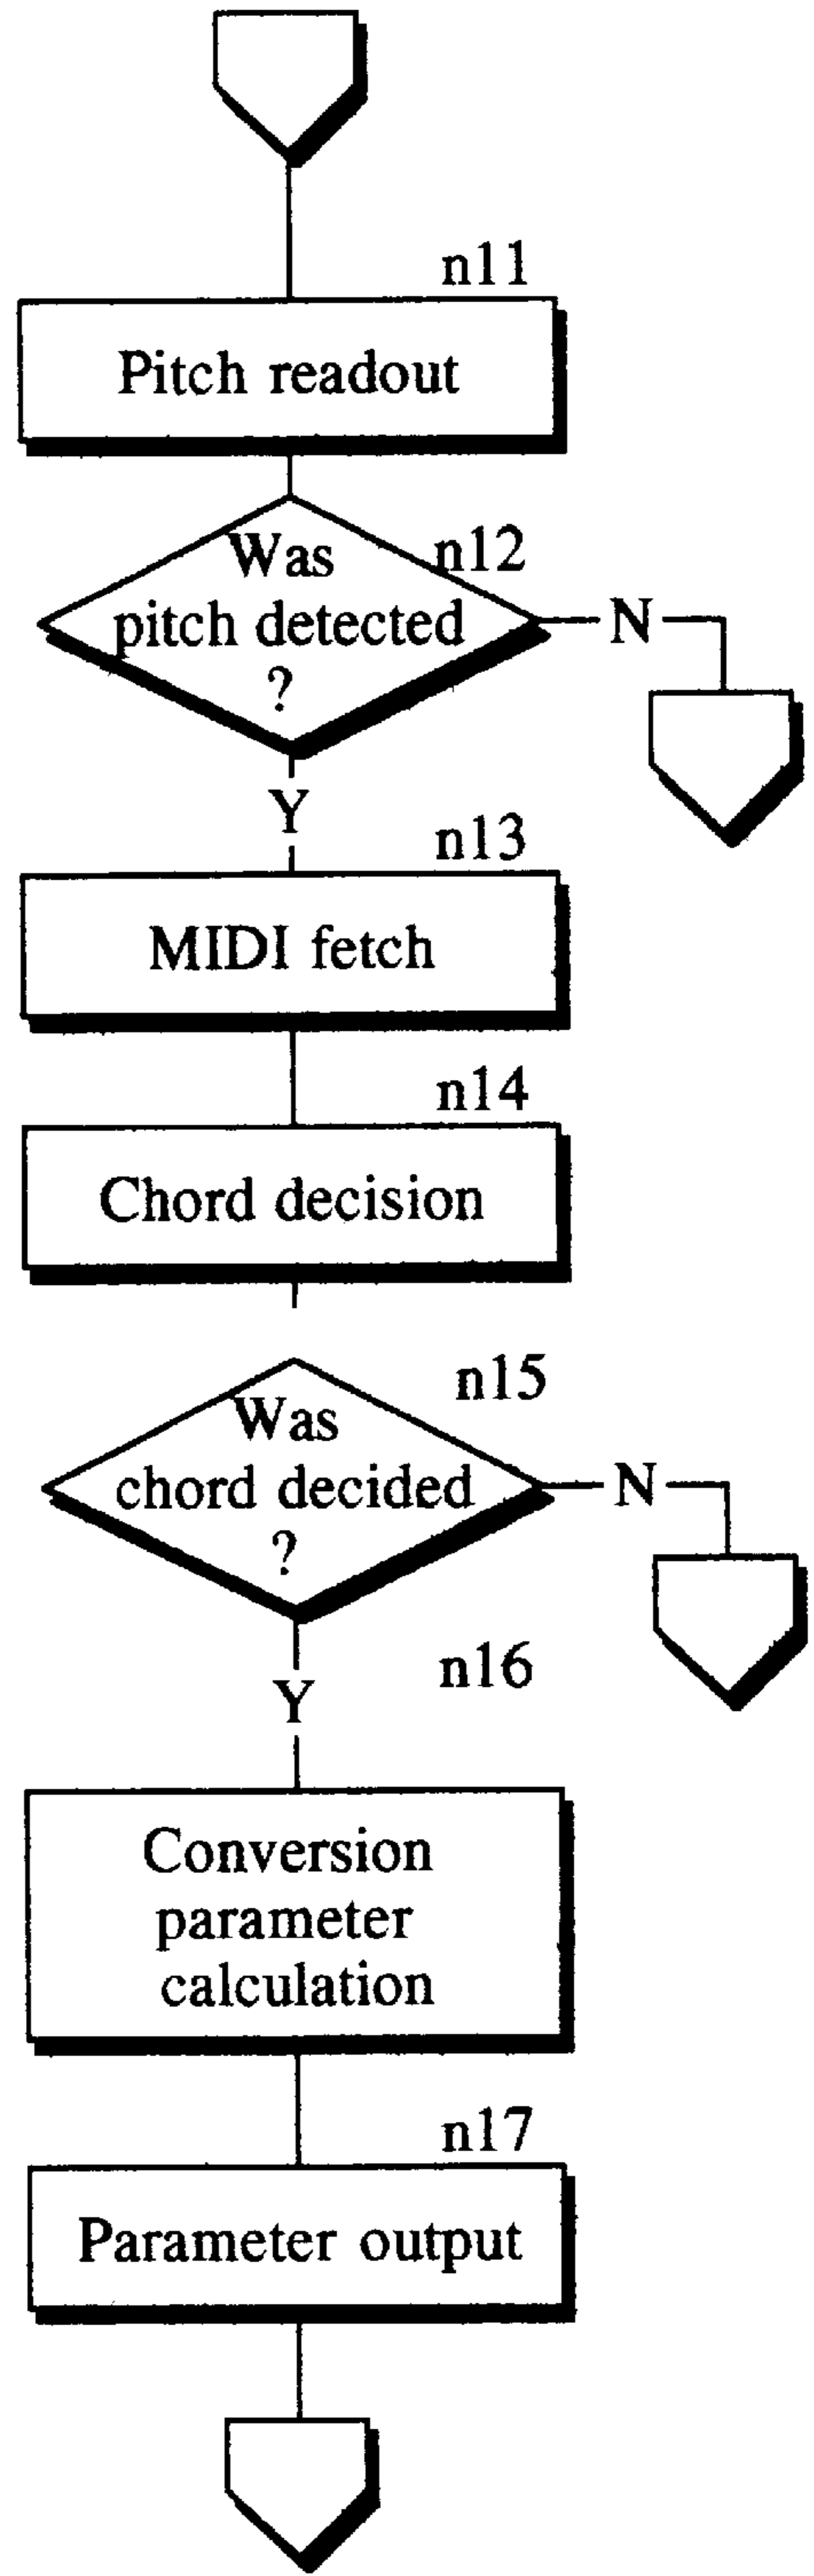 n11
Pitch readout
n12
Was
pitch detected
?
N
Y
n13
MIDI fetch
n14
Chord decision
n15
Was
chord decided
?
N
n16
Y
Conversion
parameter
calculation
n17
Parameter output